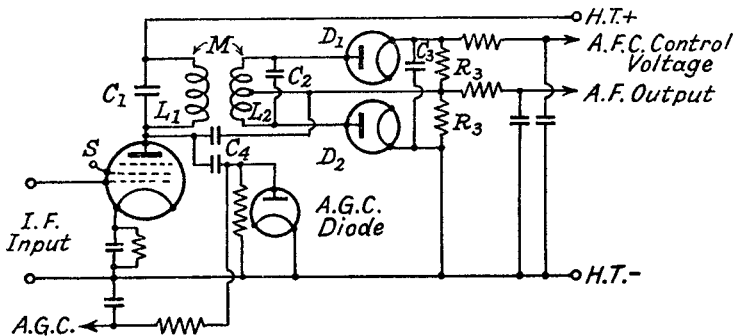 H.T.+
M
D1
C3
A.F.C. Control
Voltage
C1
L1
L2
C2
R3
A.F. Output
R3
S
C4
D2
I.F.
Input
A.G.C.
Diode
H.T.-
A.G.C.